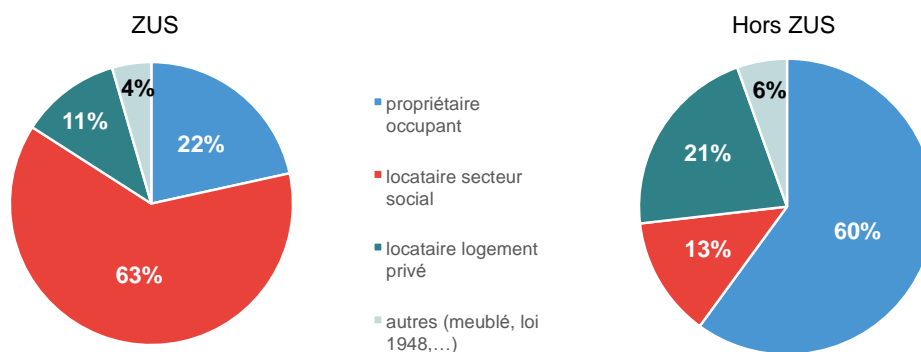 ZUS
Hors ZUS
4%
11%
22%
63%
propriétaire
occupant
locataire secteur
social
locataire logement
privé
autres (meublé, loi
1948,...)
6%
21%
60%
13%